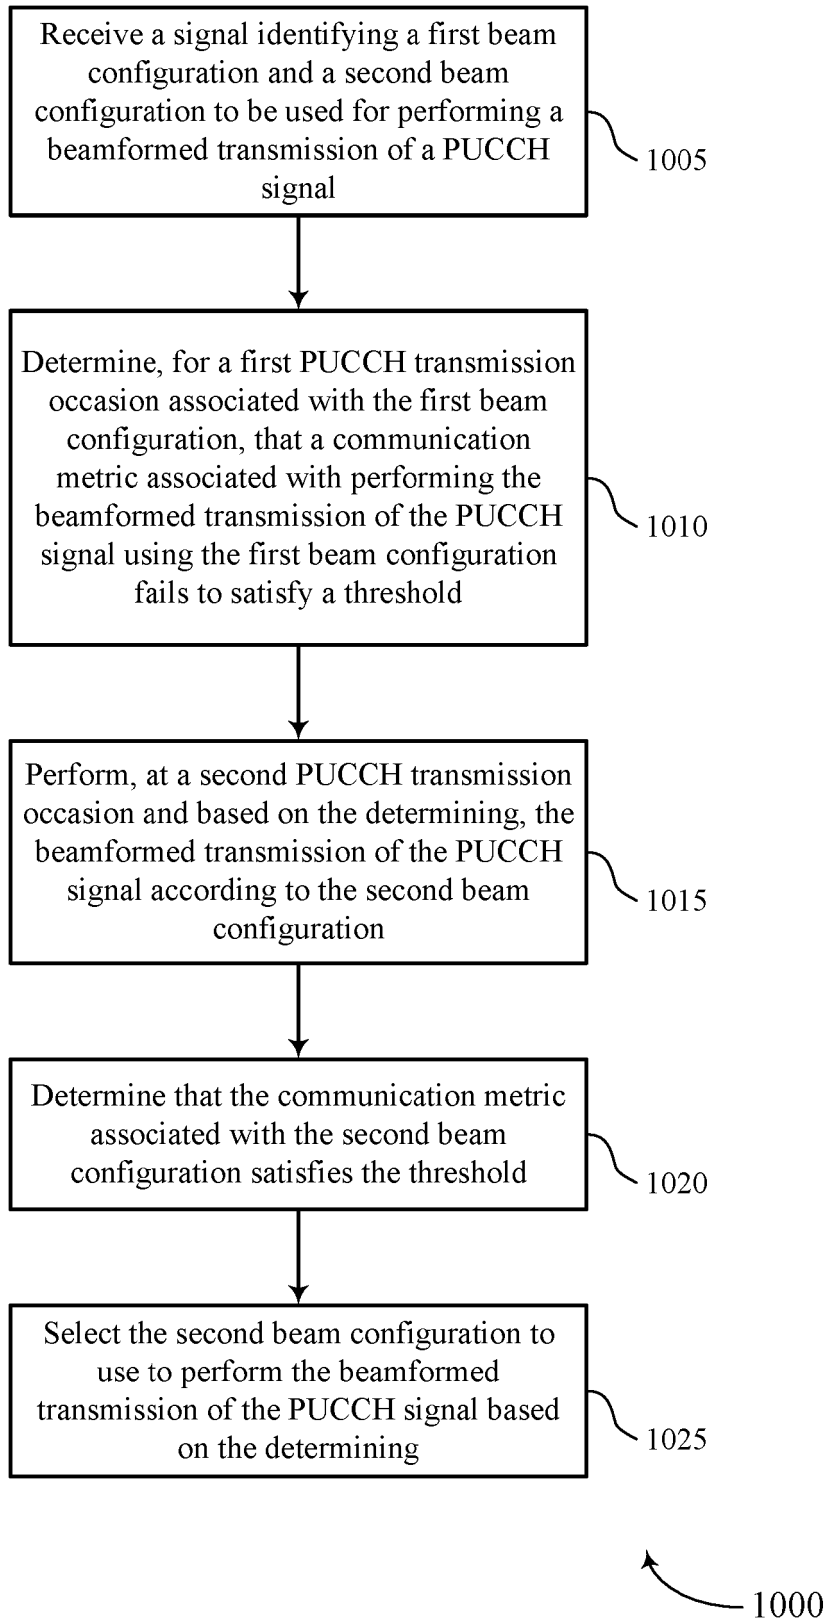 Receive a signal identifying a first beam
configuration and a second beam
configuration to be used for performing a
beamformed transmission of a PUCCH
signal
1005
Determine, for a first PUCCH transmission
occasion associated with the first beam
configuration, that a communication
metric associated with performing the
beamformed transmission of the PUCCH
signal using the first beam configuration
fails to satisfy a threshold
1010
Perform, at a second PUCCH transmission
occasion and based on the determining, the
beamformed transmission of the PUCCH
signal according to the second beam
configuration
1015
Determine that the communication metric
associated with the second beam
configuration satisfies the threshold
1020
Select the second beam configuration to
use to perform the beamformed
transmission of the PUCCH signal based
on the determining
1025
1000